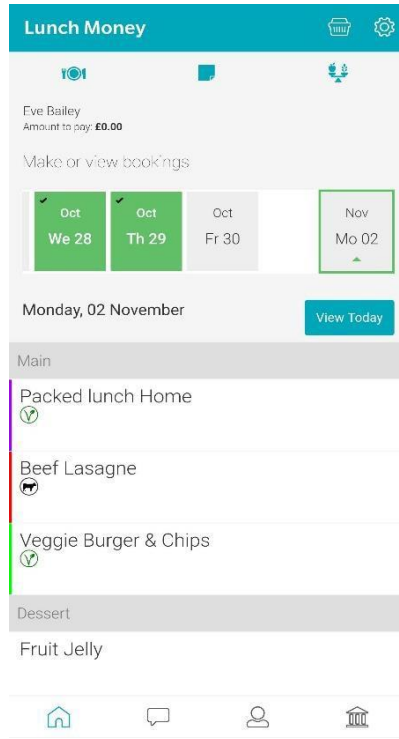 Lunch Money
Eve Bailey
Amount to pay: £0.00
Make or view bookings
Oct
We 28
Oct
Th 29
Oct
Fr 30
Nov
Mo 02
Monday, 02 November
View Today
Main
Packed lunch Home
Beef Lasagne
Veggie Burger & Chips
Dessert
Fruit Jelly